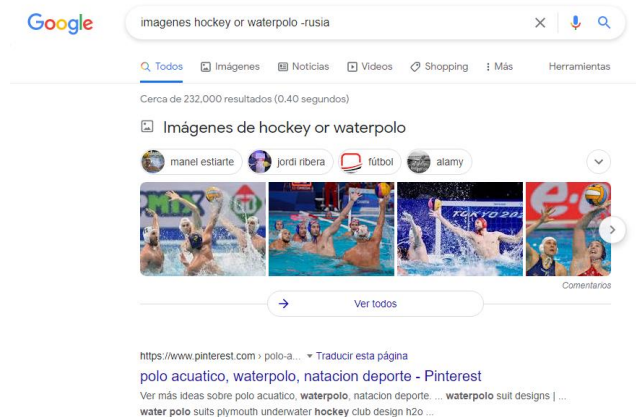 Google
imagenes hockey or waterpolo -rusia
Todos Imágenes Noticias Videos Shopping Más Herramientas
Cerca de 232,000 resultados (0.40 segundos)
Imágenes de hockey or waterpolo
manel estiarte jordi ribera fútbol alamy
TOKYO 202
Comentarios
Ver todos
https://www.pinterest.com › polo-a... Traducir esta página
polo acuatico, waterpolo, natacion deporte - Pinterest
Ver más ideas sobre polo acuatico, waterpolo, natacion deporte. ... waterpolo suit designs | ...
water polo suits plymouth underwater hockey club design h2o ...